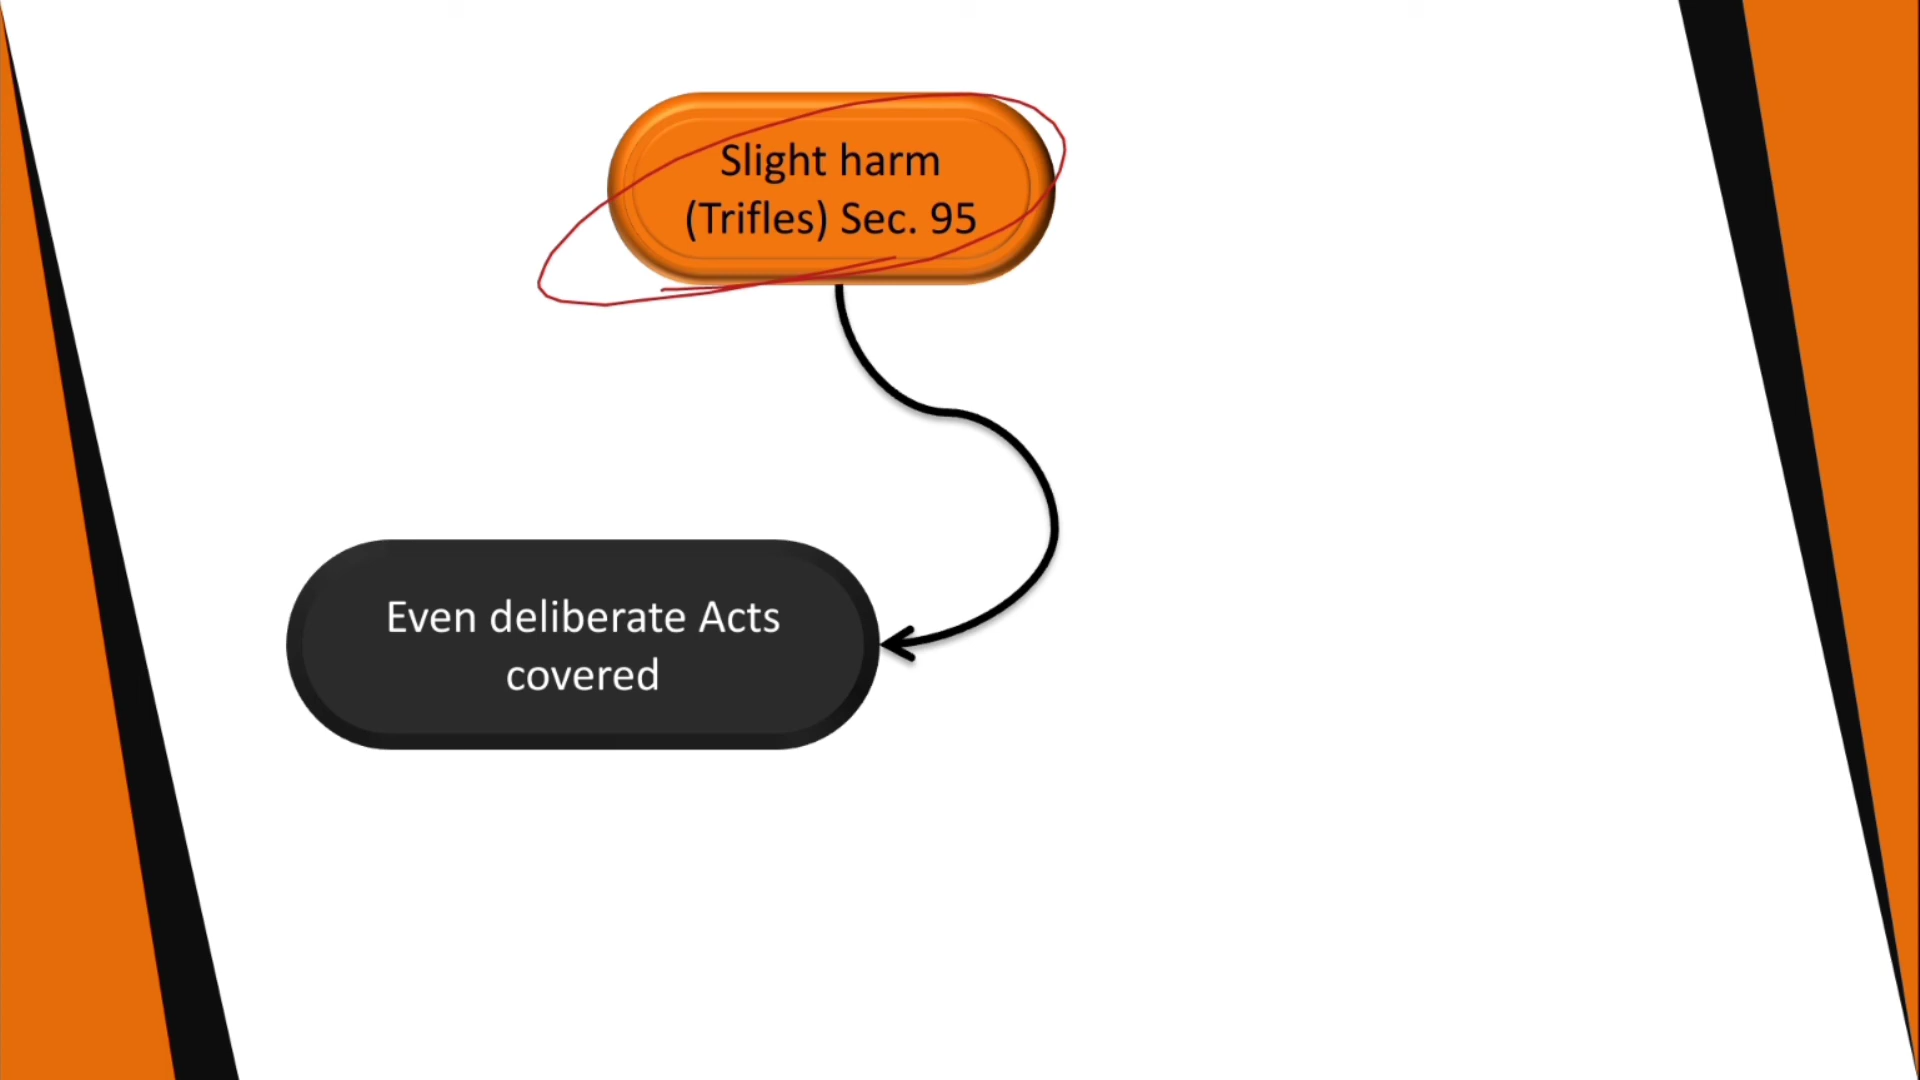 Slight harm
(Trifles) Sec. 95
Even deliberate Acts
covered